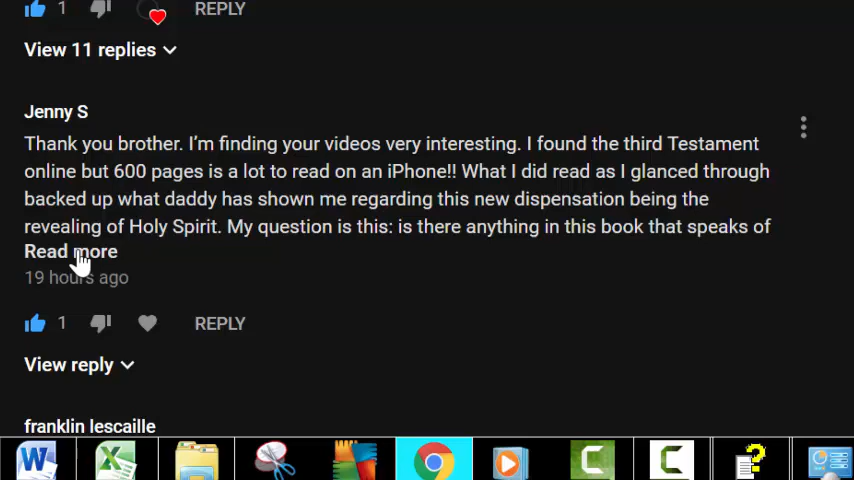 1 REPLY
View 11 replies
Jenny S
Thank you brother. I'm finding your videos very interesting. I found the third Testament
online but 600 pages is a lot to read on an iPhone!! What I did read as I glanced through
backed up what daddy has shown me regarding this new dispensation being the
revealing of Holy Spirit. My question is this: is there anything in this book that speaks of
Read more
19 hours ago
1 REPLY
View reply
franklin lescaille